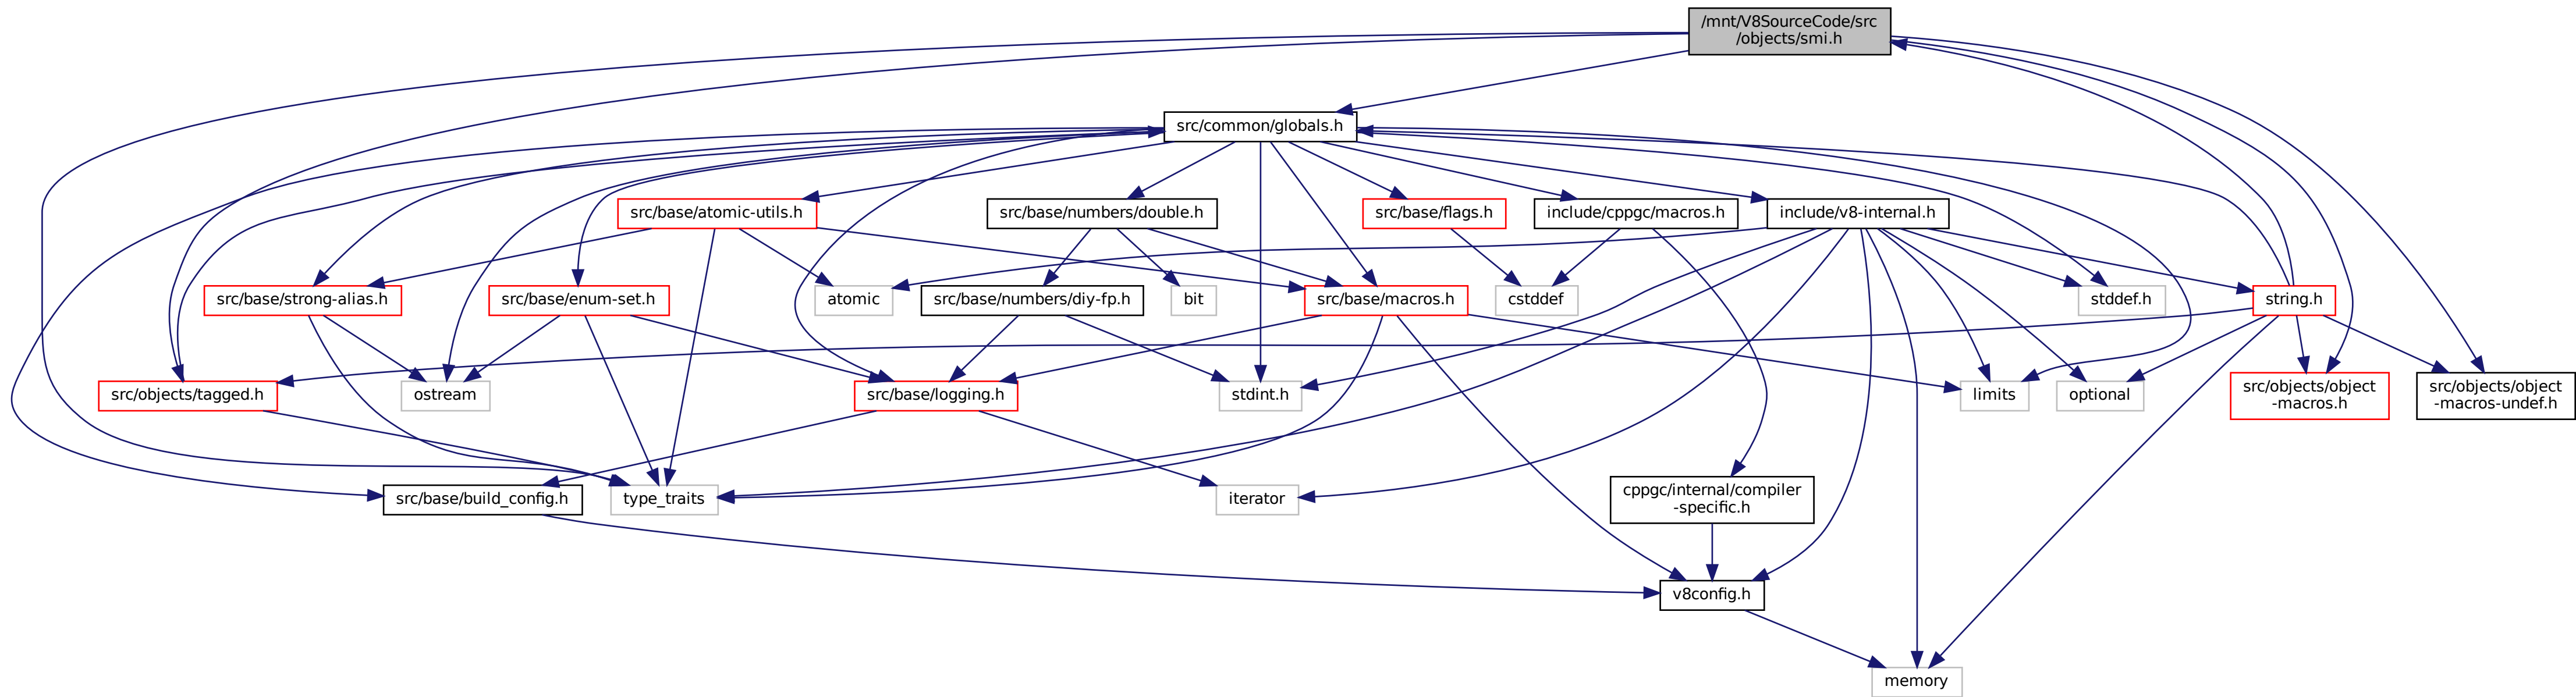 /mnt/V8SourceCode/src
/objects/smi.h
src/common/globals.h
src/base/atomic-utils.h
src/base/numbers/double.h
src/base/flags.h
include/cppgc/macros.h
include/v8-internal.h
src/base/strong-alias.h
src/base/enum-set.h
atomic
src/base/numbers/diy-fp.h
bit
src/base/macros.h
cstddef
stddef.h
string.h
src/objects/tagged.h
ostream
src/base/logging.h
stdint.h
limits
optional
src/objects/object
-macros.h
src/objects/object
-macros-undef.h
src/base/build_config.h
type_traits
iterator
cppgc/internal/compiler
-specific.h
v8config.h
memory